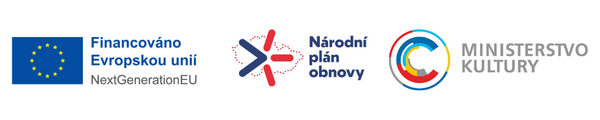 Financováno
Evropskou unií
NextGenerationEU
Národní
plán
obnovy
MINISTERSTVO
KULTURY